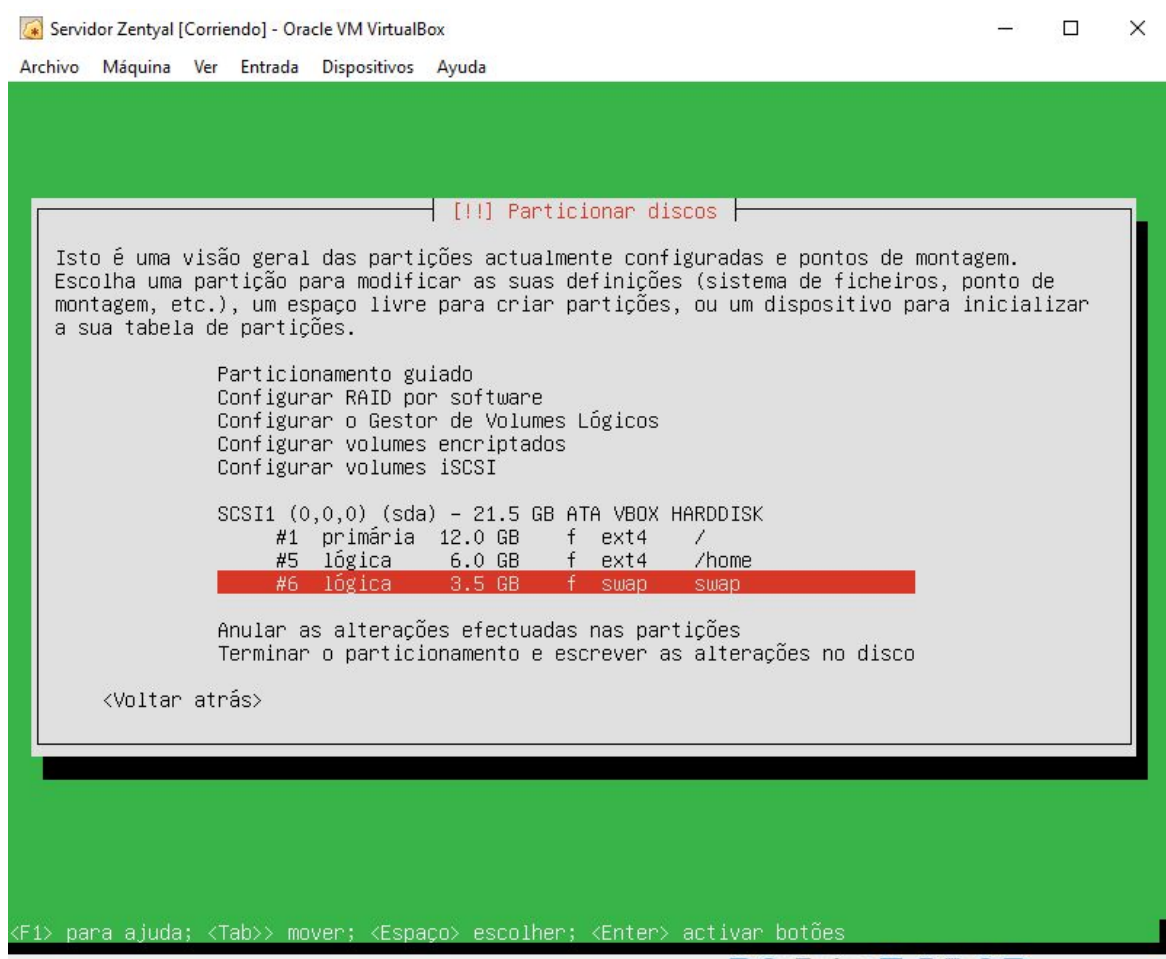 Servidor Zentyal [Corriendo] - Oracle VM VirtualBox
Archivo Máquina Ver Entrada Dispositivos Ayuda
[!!] Particionar discos
Isto é uma visão geral das partições actualmente configuradas e pontos de montagem.
Escolha uma partição para modificar as suas definições (sistema de ficheiros, ponto de
montagem, etc.), um espaço livre para criar partições, ou um dispositivo para inicializar
a sua tabela de partições.
Particionamento guiado
Configurar RAID por software
Configurar o Gestor de Volumes Lógicos
Configurar volumes encriptados
Configurar volumes iSCSI
SCSI1 (0,0,0) (sda) - 21.5 GB ATA VBOX HARDDISK
#1 primária 12.0 GB f ext4 /
#5 lógica 6.0 GB f ext4 /home
#6 lógica 3.5 GB f swap swap
Anular as alterações efectuadas nas partições
Terminar o particionamento e escrever as alterações no disco
<Voltar atrás>
<F1> para ajuda; <Tab>> mover; <Espaço> escolher; <Enter> activar botões